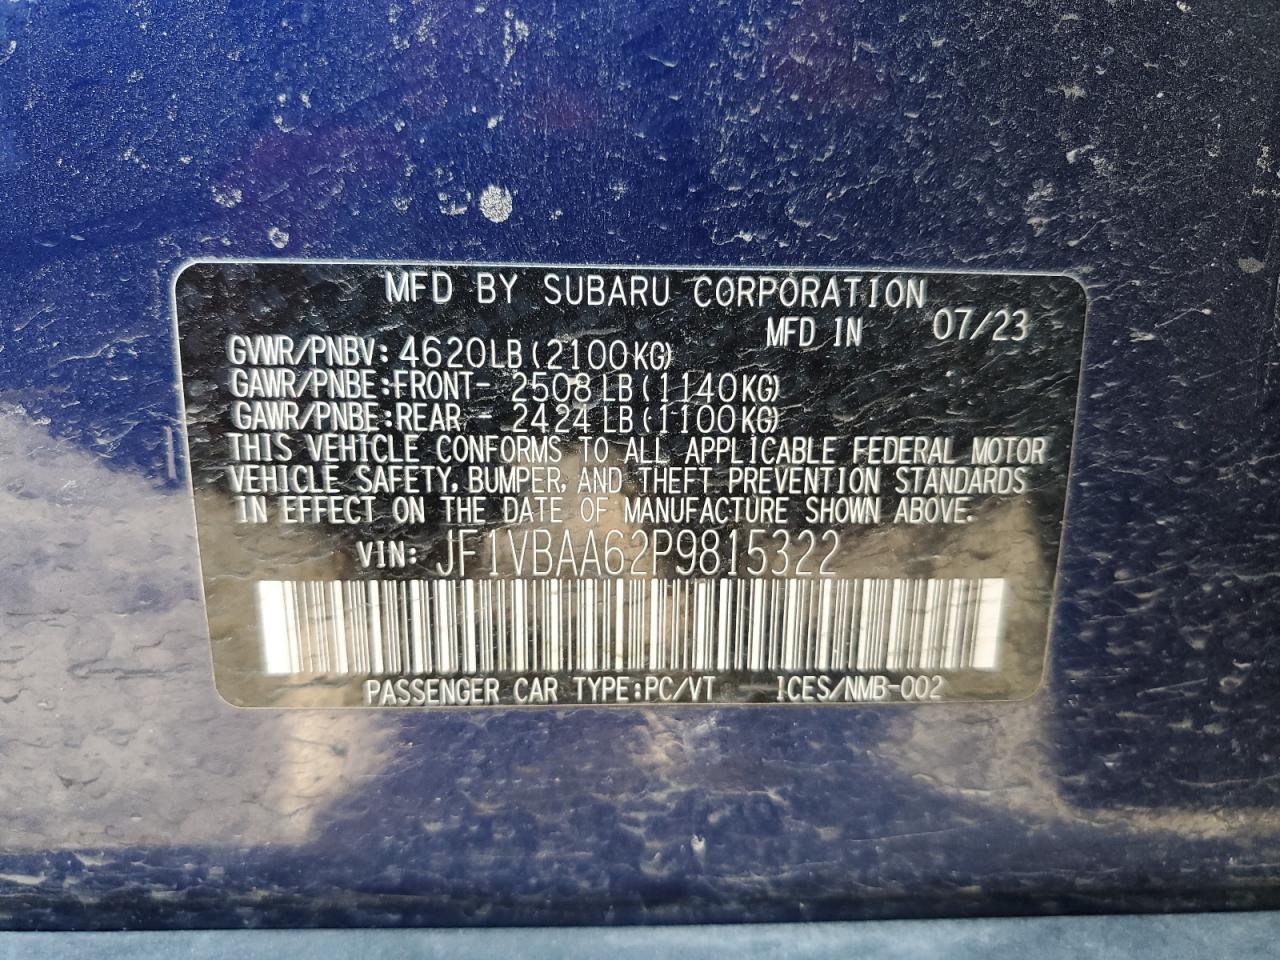 MFD BY SUBARU CORPORATION
MFD IN 07/23
GVWR/PNBV: 4620LB(2100KG)
GAWR/PNBE:FRONT- 2508LB(1140KG)
GAWR/PNBE:REAR - 2424LB(1100KG)
THIS VEHICLE CONFORMS TO ALL APPLICABLE FEDERAL MOTOR
VEHICLE SAFETY, BUMPER, AND THEFT PREVENTION STANDARDS
IN EFFECT ON THE DATE OF MANUFACTURE SHOWN ABOVE.
VIN: JF1VBAA62P9815322
PASSENGER CAR TYPE:PC/VT ICES/NMB-002